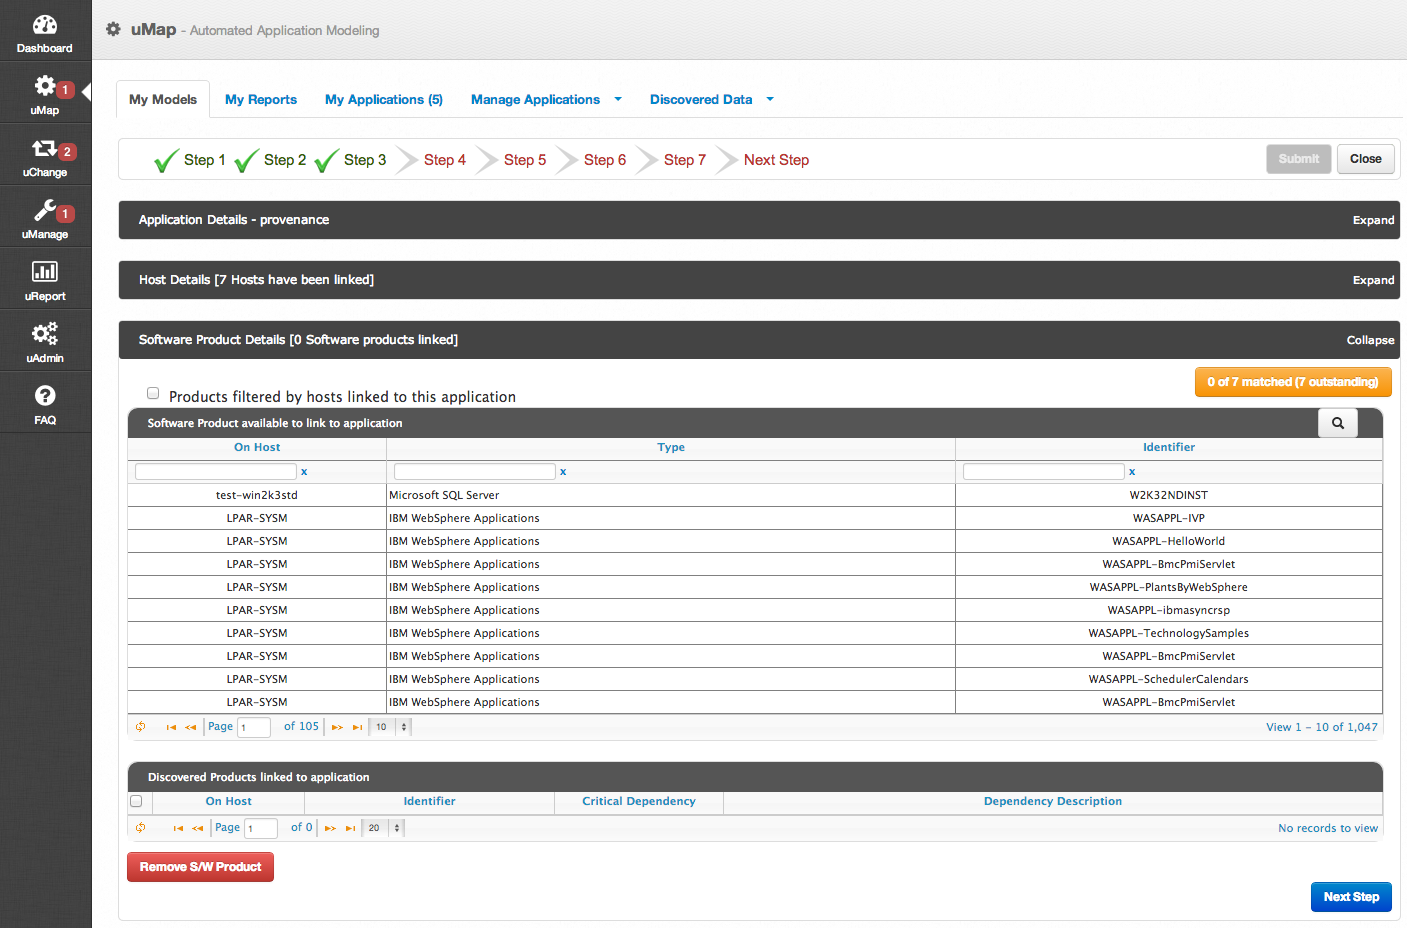 uMap - Automated Application Modeling
Dashboard
1
uMap
2
uChange
1
uManage
uReport
uAdmin
FAQ
My Models My Reports My Applications (5) Manage Applications Discovered Data
Step 1 Step 2 Step 3 Step 4 Step 5 Step 6 Step 7 Next Step Submit Close
Application Details - provenance Expand
Host Details [7 Hosts have been linked] Expand
Software Product Details [0 Software products linked] Collapse
0 of 7 matched (7 outstanding)
Products filtered by hosts linked to this application
Software Product available to link to application
On Host Type Identifier
x x x
test-win2k3std Microsoft SQL Server W2K32NDINST
LPAR-SYSM IBM WebSphere Applications WASAPPL-IVP
LPAR-SYSM IBM WebSphere Applications WASAPPL-HelloWorld
LPAR-SYSM IBM WebSphere Applications WASAPPL-BmcPmiServlet
LPAR-SYSM IBM WebSphere Applications WASAPPL-PlantsByWebSphere
LPAR-SYSM IBM WebSphere Applications WASAPPL-ibmasyncrsp
LPAR-SYSM IBM WebSphere Applications WASAPPL-TechnologySamples
LPAR-SYSM IBM WebSphere Applications WASAPPL-BmcPmiServlet
LPAR-SYSM IBM WebSphere Applications WASAPPL-SchedulerCalendars
LPAR-SYSM IBM WebSphere Applications WASAPPL-BmcPmiServlet
Page 1 of 105 10 View 1 - 10 of 1,047
Discovered Products linked to application
On Host Identifier Critical Dependency Dependency Description
Page 1 of 0 20 No records to view
Remove S/W Product
Next Step